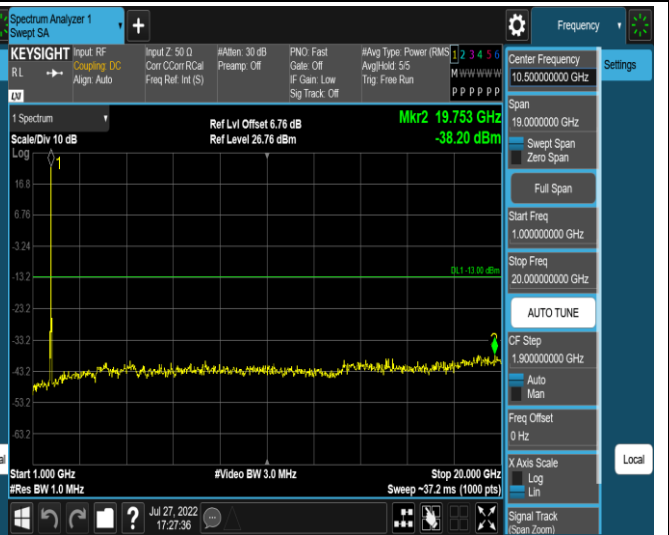 Spectrum Analyzer 1
Swept SA
+
Frequency
KEYSIGHT
RL
LXI
Input: RF
Coupling: DC
Align: Auto
Input Z: 50 Ω
Corr CCorr RCal
Freq Ref: Int (S)
#Atten: 30 dB
Preamp: Off
PNO: Fast
Gate: Off
IF Gain: Low
Sig Track: Off
#Avg Type: Power (RMS
Avg|Hold: 5/5
Trig: Free Run
1 2 3 4 5 6
M W W W W W
P P P P P P
1 Spectrum
Scale/Div 10 dB
Ref Lvl Offset 6.76 dB
Ref Level 26.76 dBm
Mkr2 19.753 GHz
-38.20 dBm
Log
1
16.8
6.76
-3.24
-13.2
DL1 -13.00 dBm
-23.2
-33.2
2
-43.2
-53.2
-63.2
Start 1.000 GHz
#Video BW 3.0 MHz
Stop 20.000 GHz
#Res BW 1.0 MHz
Sweep ~37.2 ms (1000 pts)
?
Jul 27, 2022
17:27:36
Center Frequency
10.500000000 GHz
Settings
Span
19.0000000 GHz
Swept Span
Zero Span
Full Span
Start Freq
1.000000000 GHz
Stop Freq
20.000000000 GHz
AUTO TUNE
CF Step
1.900000000 GHz
Auto
Man
Freq Offset
0 Hz
X Axis Scale
Log
Lin
Local
Signal Track
(Span Zoom)